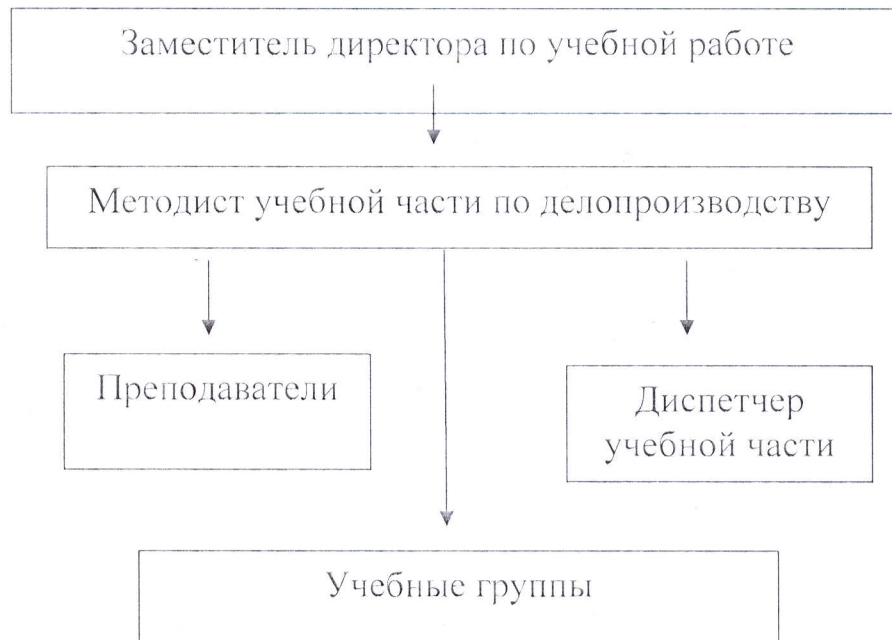 Заместитель директора по учебной работе
Методист учебной части по делопроизводству
Преподаватели
Диспетчер
учебной части
Учебные группы